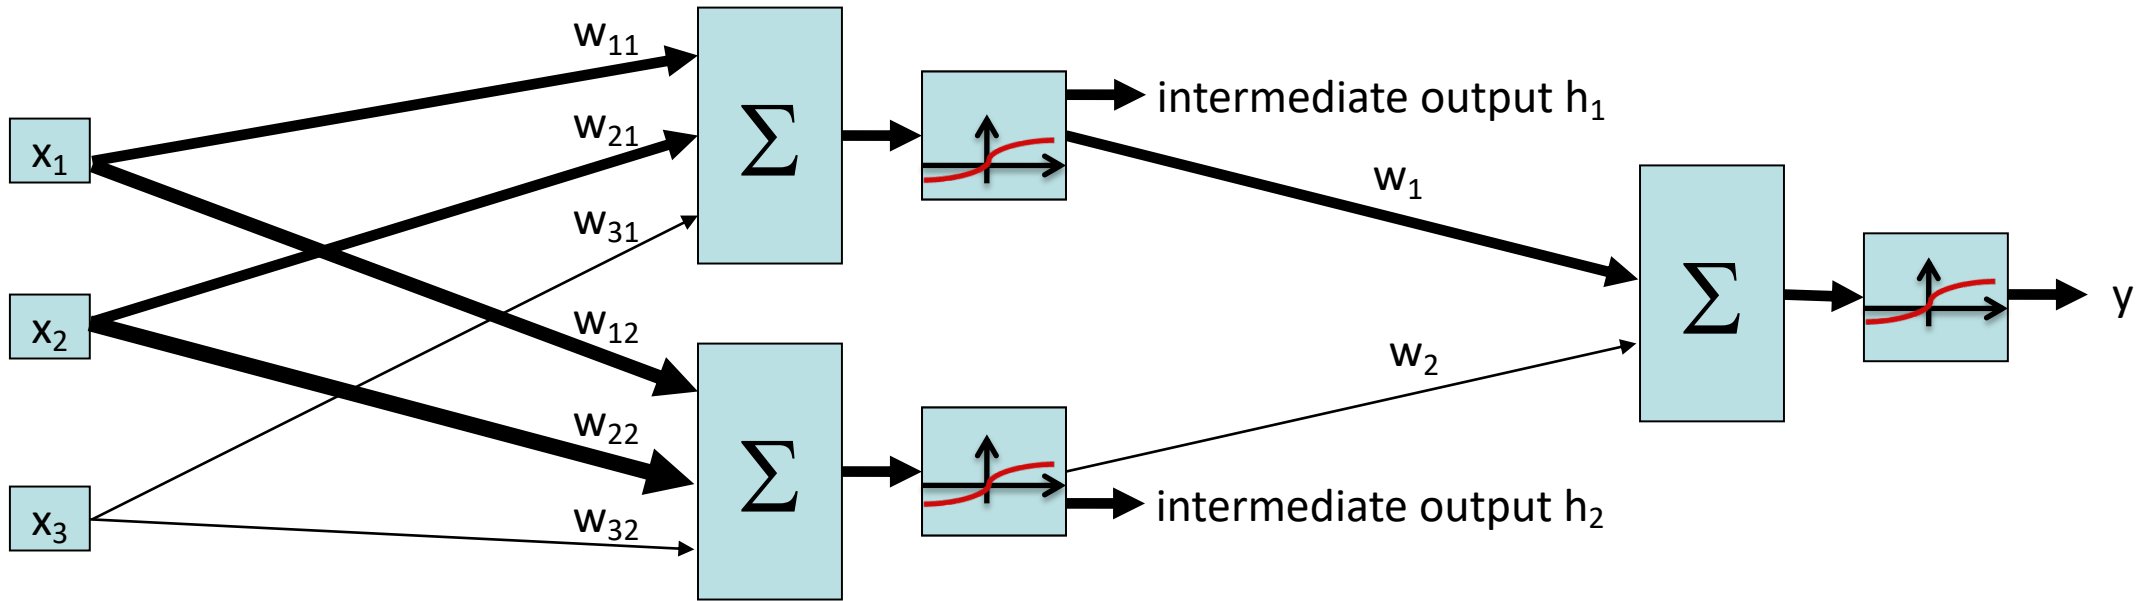 w₁₁
intermediate output h₁
w₂₁
x₁
Σ
w₁
w₃₁
x₂
w₁₂
Σ
y
w₂
w₂₂
Σ
x₃
w₃₂
intermediate output h₂